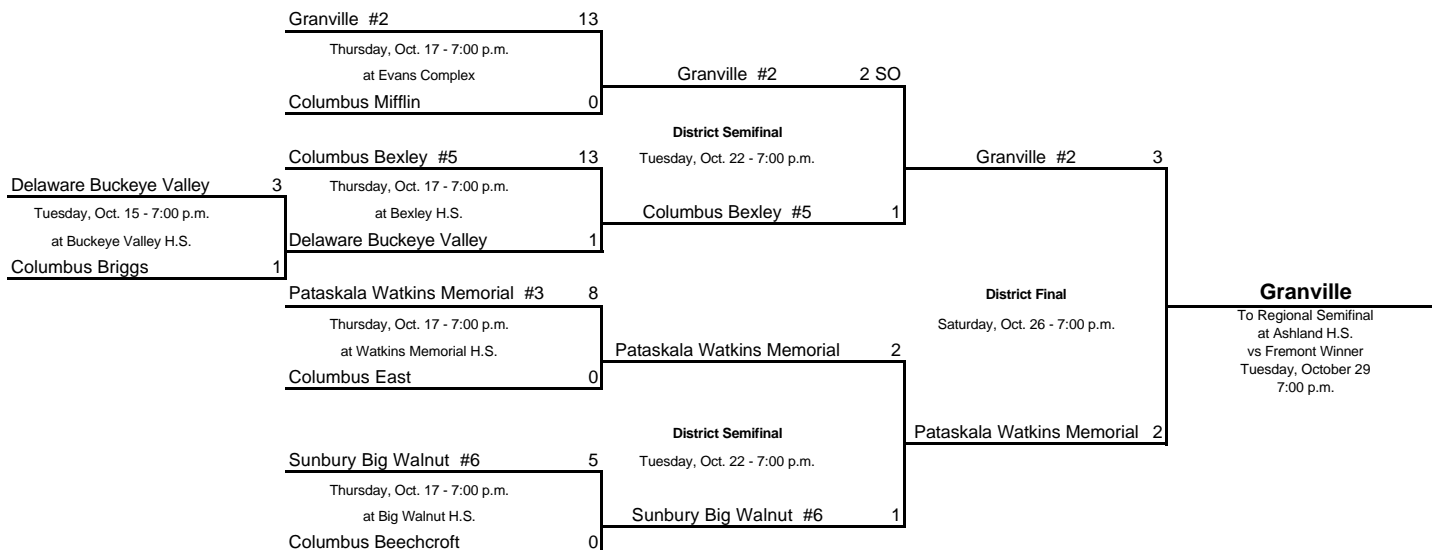 Granville #2 13
Thursday, Oct. 17 - 7:00 p.m.
at Evans Complex
Columbus Mifflin 0
Granville #2 2 SO
District Semifinal
Tuesday, Oct. 22 - 7:00 p.m.
Columbus Bexley #5 13
Thursday, Oct. 17 - 7:00 p.m.
at Bexley H.S.
Delaware Buckeye Valley 1
Delaware Buckeye Valley 3
Tuesday, Oct. 15 - 7:00 p.m.
at Buckeye Valley H.S.
Columbus Briggs 1
Columbus Bexley #5 1
Granville #2 3
Pataskala Watkins Memorial #3 8
Thursday, Oct. 17 - 7:00 p.m.
at Watkins Memorial H.S.
Columbus East 0
Pataskala Watkins Memorial 2
District Final
Saturday, Oct. 26 - 7:00 p.m.
Granville
To Regional Semifinal
at Ashland H.S.
vs Fremont Winner
Tuesday, October 29
7:00 p.m.
District Semifinal
Tuesday, Oct. 22 - 7:00 p.m.
Pataskala Watkins Memorial 2
Sunbury Big Walnut #6 5
Thursday, Oct. 17 - 7:00 p.m.
at Big Walnut H.S.
Columbus Beechcroft 0
Sunbury Big Walnut #6 1